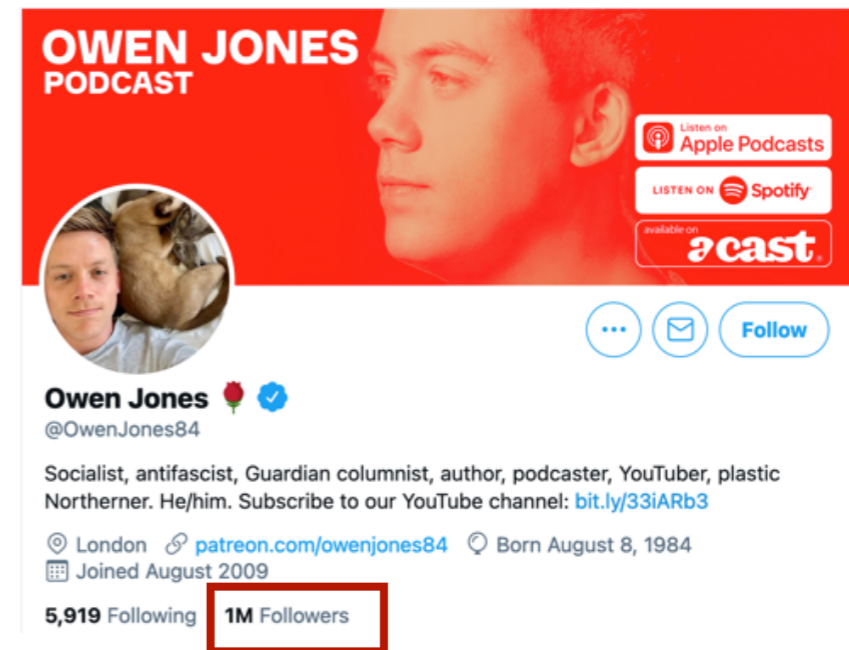 OWEN JONES
PODCAST
Listen on
Apple Podcasts
LISTEN ON Spotify
available on
acast
Follow
Owen Jones
@OwenJones84
Socialist, antifascist, Guardian columnist, author, podcaster, YouTuber, plastic
Northerner. He/him. Subscribe to our YouTube channel: bit.ly/33iARb3
London patreon.com/owenjones84 Born August 8, 1984
Joined August 2009
5,919 Following 1M Followers